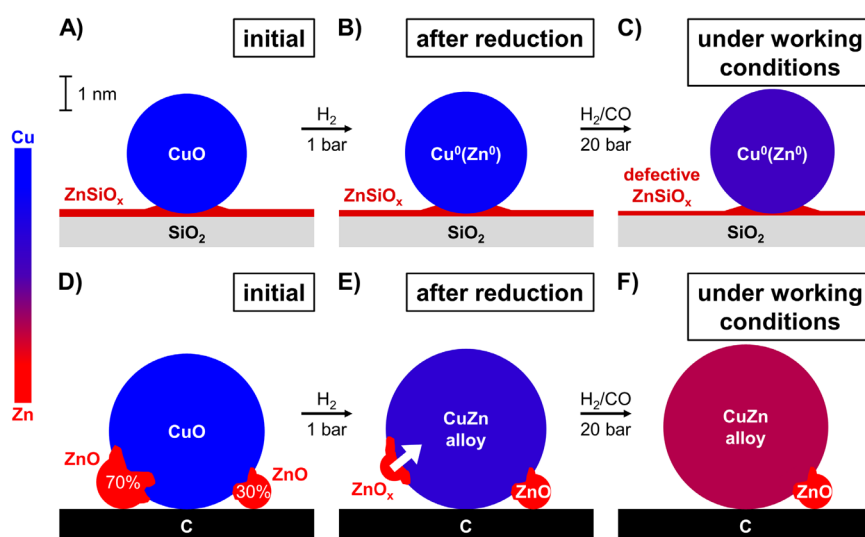 A)
initial
B)
after reduction
C)
under working
conditions
1 nm
Cu
Zn
CuO
ZnSiOₓ
SiO₂
H₂
1 bar
Cu⁰(Zn⁰)
ZnSiOₓ
SiO₂
H₂/CO
20 bar
Cu⁰(Zn⁰)
defective
ZnSiOₓ
SiO₂
D)
initial
E)
after reduction
F)
under working
conditions
CuO
ZnO
70%
ZnO
30%
C
H₂
1 bar
CuZn
alloy
ZnOₓ
ZnO
C
H₂/CO
20 bar
CuZn
alloy
ZnO
C